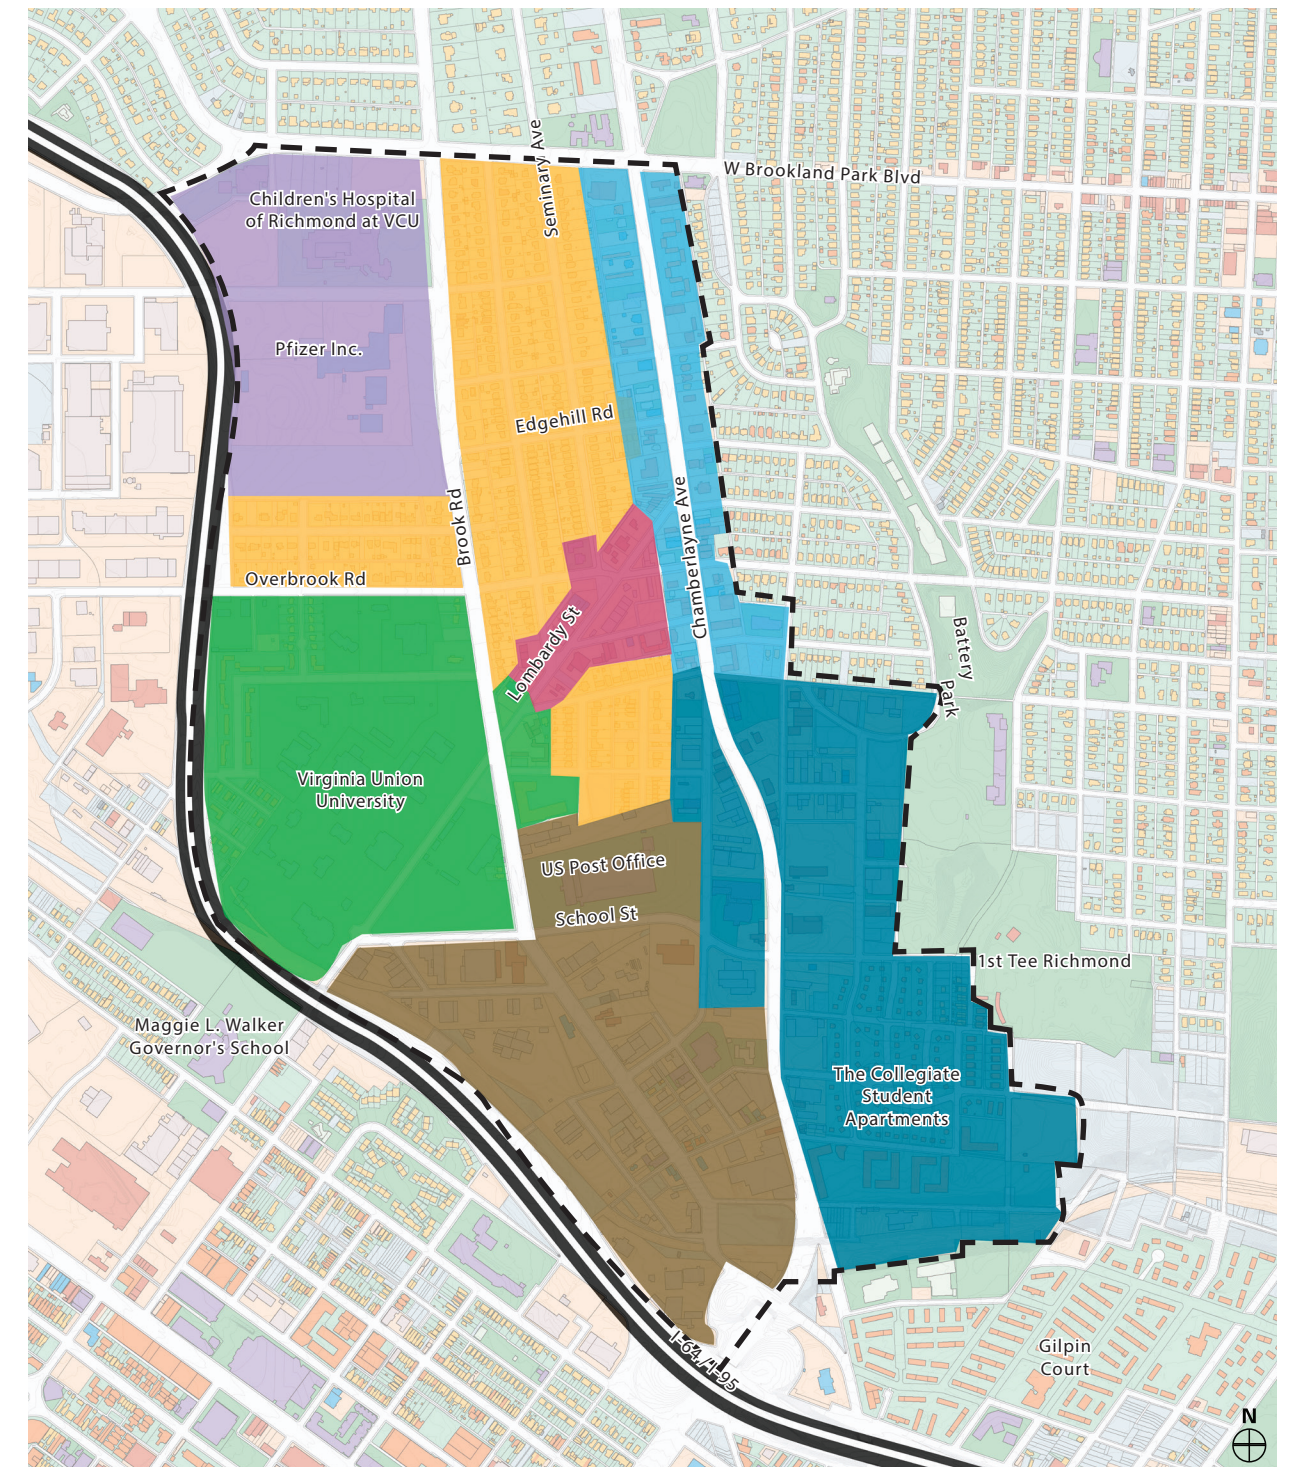 Seminary Ave
W Brookland Park Blvd
Children's Hospital
of Richmond at VCU
Pfizer Inc.
Edgehill Rd
Brook Rd
Chamberlayne Ave
Overbrook Rd
Lombardy St
Battery
Park
Virginia Union
University
US Post Office
School St
1st Tee Richmond
Maggie L. Walker
Governor's School
The Collegiate
Student
Apartments
I-64 / I-95
Gilpin
Court
N